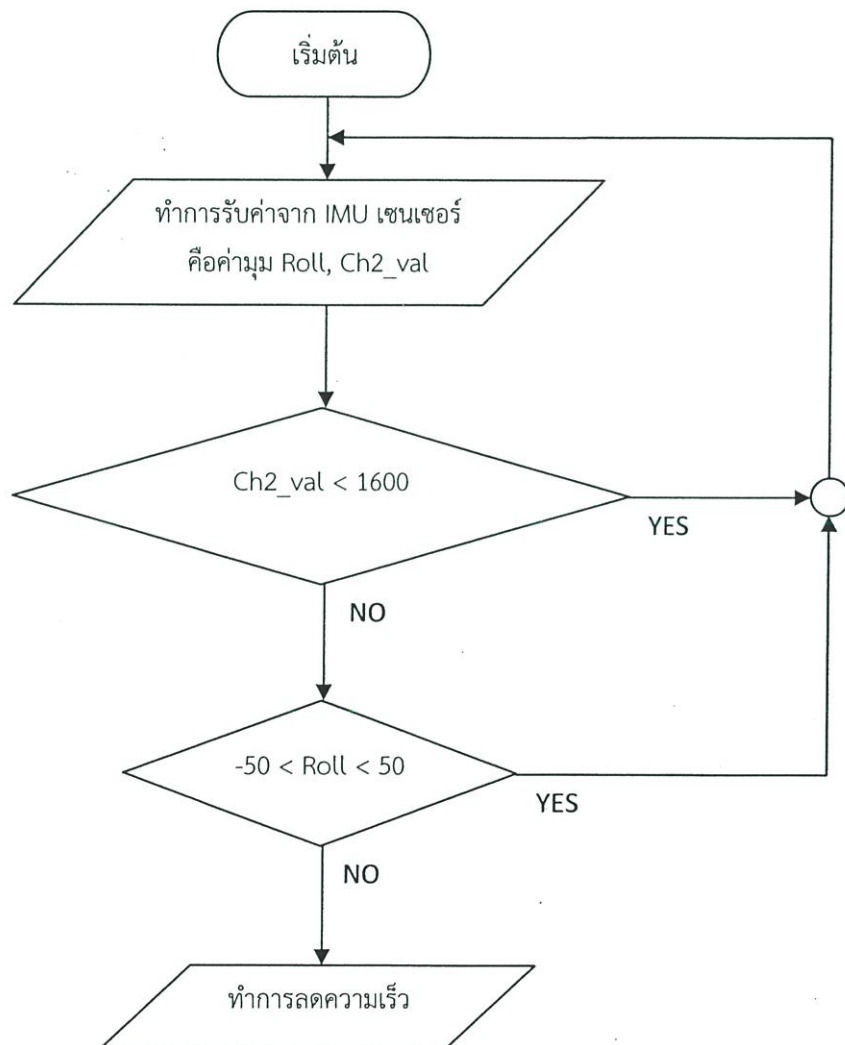 เริ่มต้น
ทำการรับค่าจาก IMU เซนเซอร์
คือค่ามุม Roll, Ch2_val
Ch2_val < 1600
YES
NO
-50 < Roll < 50
YES
NO
ทำการลดความเร็ว